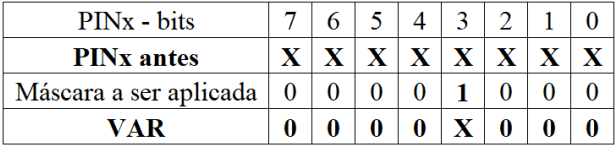 PINx - bits 7 6 5 4 3 2 1 0
PINx antes X X X X X X X X
Máscara a ser aplicada 0 0 0 0 1 0 0 0
VAR 0 0 0 0 X 0 0 0